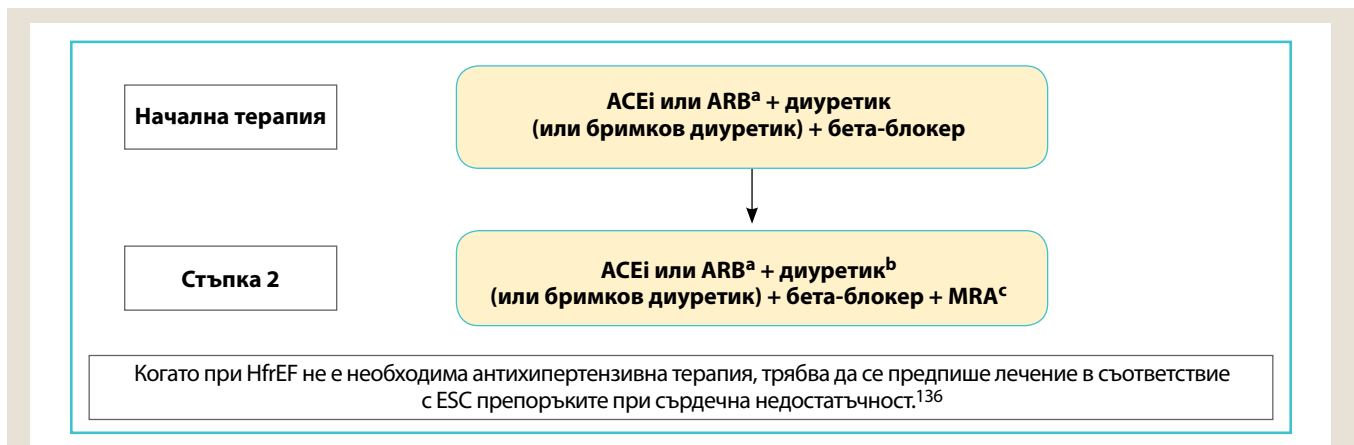 Начална терапия
ACEi или ARBᵃ + диуретик
(или бримков диуретик) + бета-блокер
Стъпка 2
ACEi или ARBᵃ + диуретикᵇ
(или бримков диуретик) + бета-блокер + MRAᶜ
Когато при HfrEF не е необходима антихипертензивна терапия, трябва да се предпише лечение в съответствие
с ESC препоръките при сърдечна недостатъчност.¹³⁶